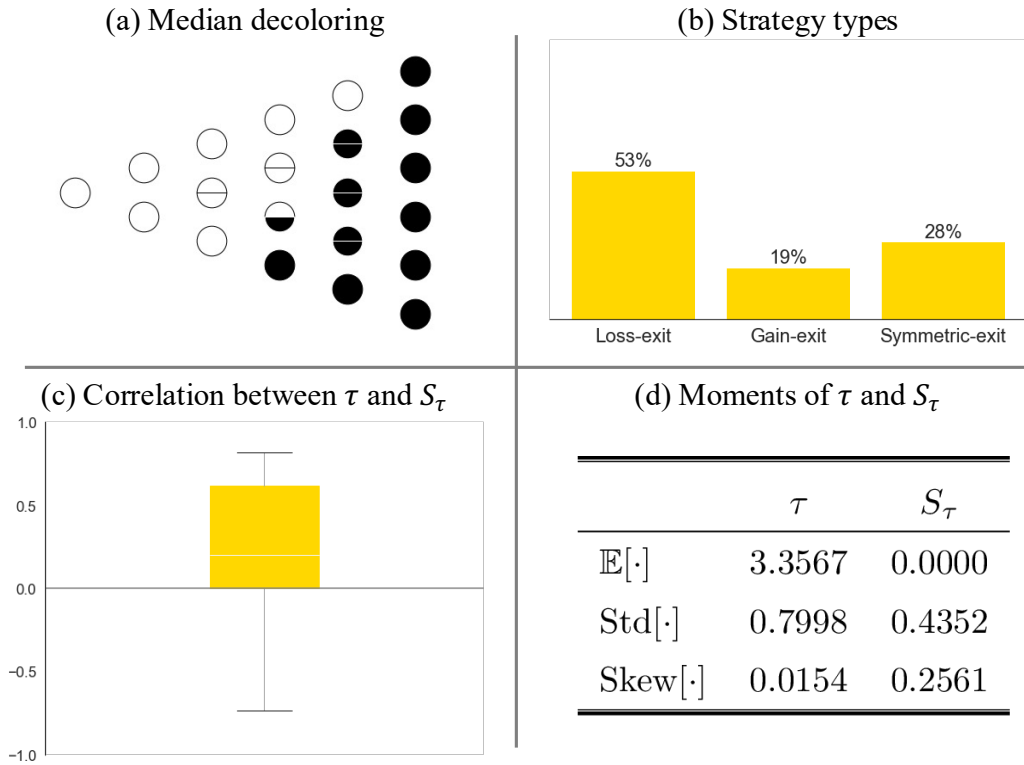 (a) Median decoloring
(b) Strategy types
53%
19%
28%
Loss-exit
Gain-exit
Symmetric-exit
(c) Correlation between τ and S_τ
1.0
0.5
0.0
−0.5
−1.0
(d) Moments of τ and S_τ
τ S_τ
𝔼[·] 3.3567 0.0000
Std[·] 0.7998 0.4352
Skew[·] 0.0154 0.2561